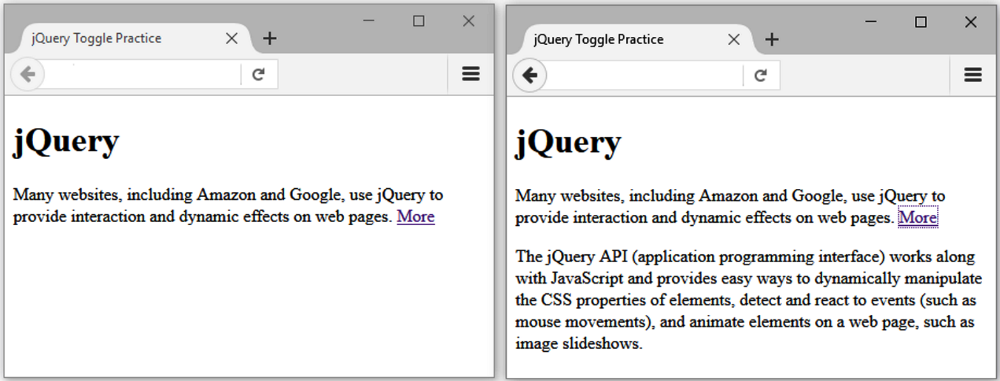 jQuery Toggle Practice
jQuery
Many websites, including Amazon and Google, use jQuery to
provide interaction and dynamic effects on web pages. More
jQuery Toggle Practice
jQuery
Many websites, including Amazon and Google, use jQuery to
provide interaction and dynamic effects on web pages. More
The jQuery API (application programming interface) works along
with JavaScript and provides easy ways to dynamically manipulate
the CSS properties of elements, detect and react to events (such as
mouse movements), and animate elements on a web page, such as
image slideshows.